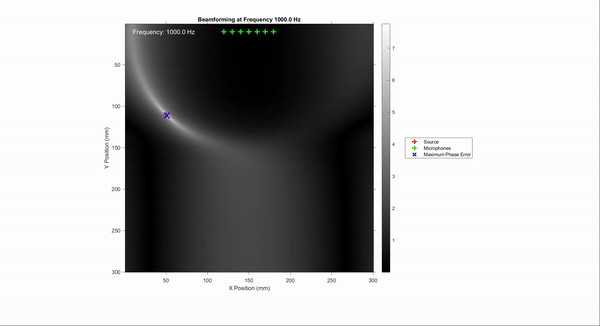 Beamforming at Frequency 1000.0 Hz
Frequency: 1000.0 Hz
50
100
150
200
250
300
Y Position (mm)
50
100
150
200
250
300
X Position (mm)
7
6
5
4
3
2
1
Source
Microphones
Maximum Phase Error